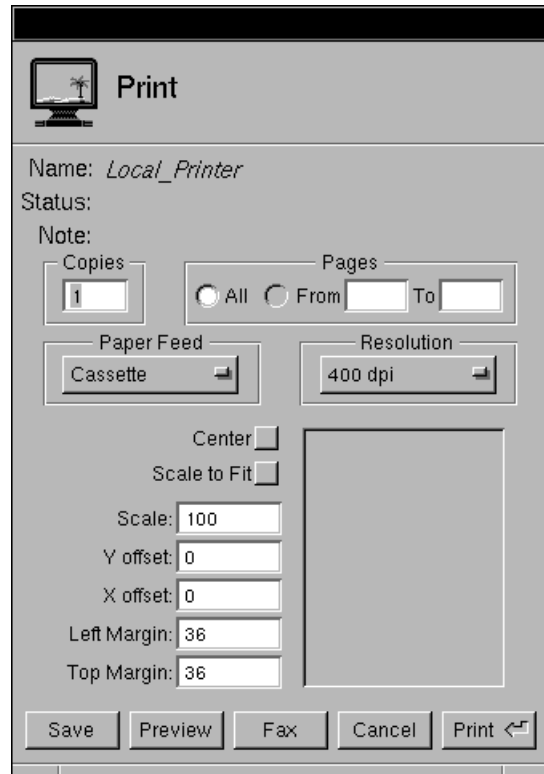 Print
Name: Local_Printer
Status:
Note:
Copies Pages
1 All From To
Paper Feed Resolution
Cassette 400 dpi
Center
Scale to Fit
Scale: 100
Y offset: 0
X offset: 0
Left Margin: 36
Top Margin: 36
Save Preview Fax Cancel Print